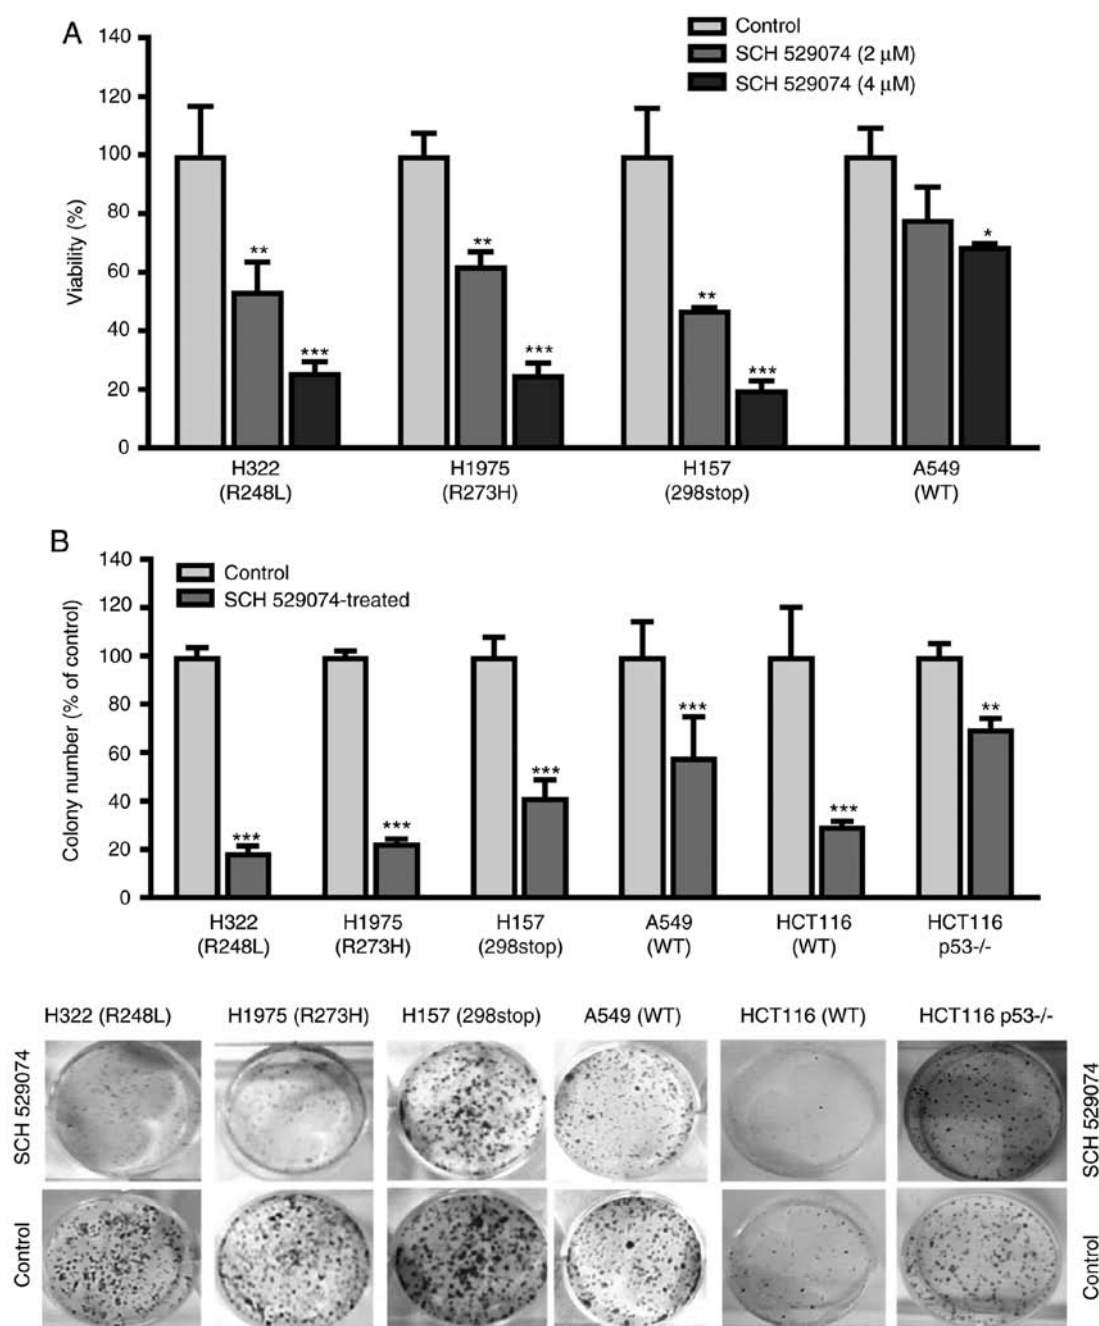 A
140
120
100
80
60
40
20
0
Viability (%)
Control
SCH 529074 (2 μM)
SCH 529074 (4 μM)
**
***
**
***
**
***
*
H322
(R248L)
H1975
(R273H)
H157
(298stop)
A549
(WT)
B
140
120
100
80
60
40
20
0
Colony number (% of control)
Control
SCH 529074-treated
***
***
***
***
***
**
H322
(R248L)
H1975
(R273H)
H157
(298stop)
A549
(WT)
HCT116
(WT)
HCT116
p53-/-
H322 (R248L)
H1975 (R273H)
H157 (298stop)
A549 (WT)
HCT116 (WT)
HCT116 p53-/-
SCH 529074
SCH 529074
Control
Control